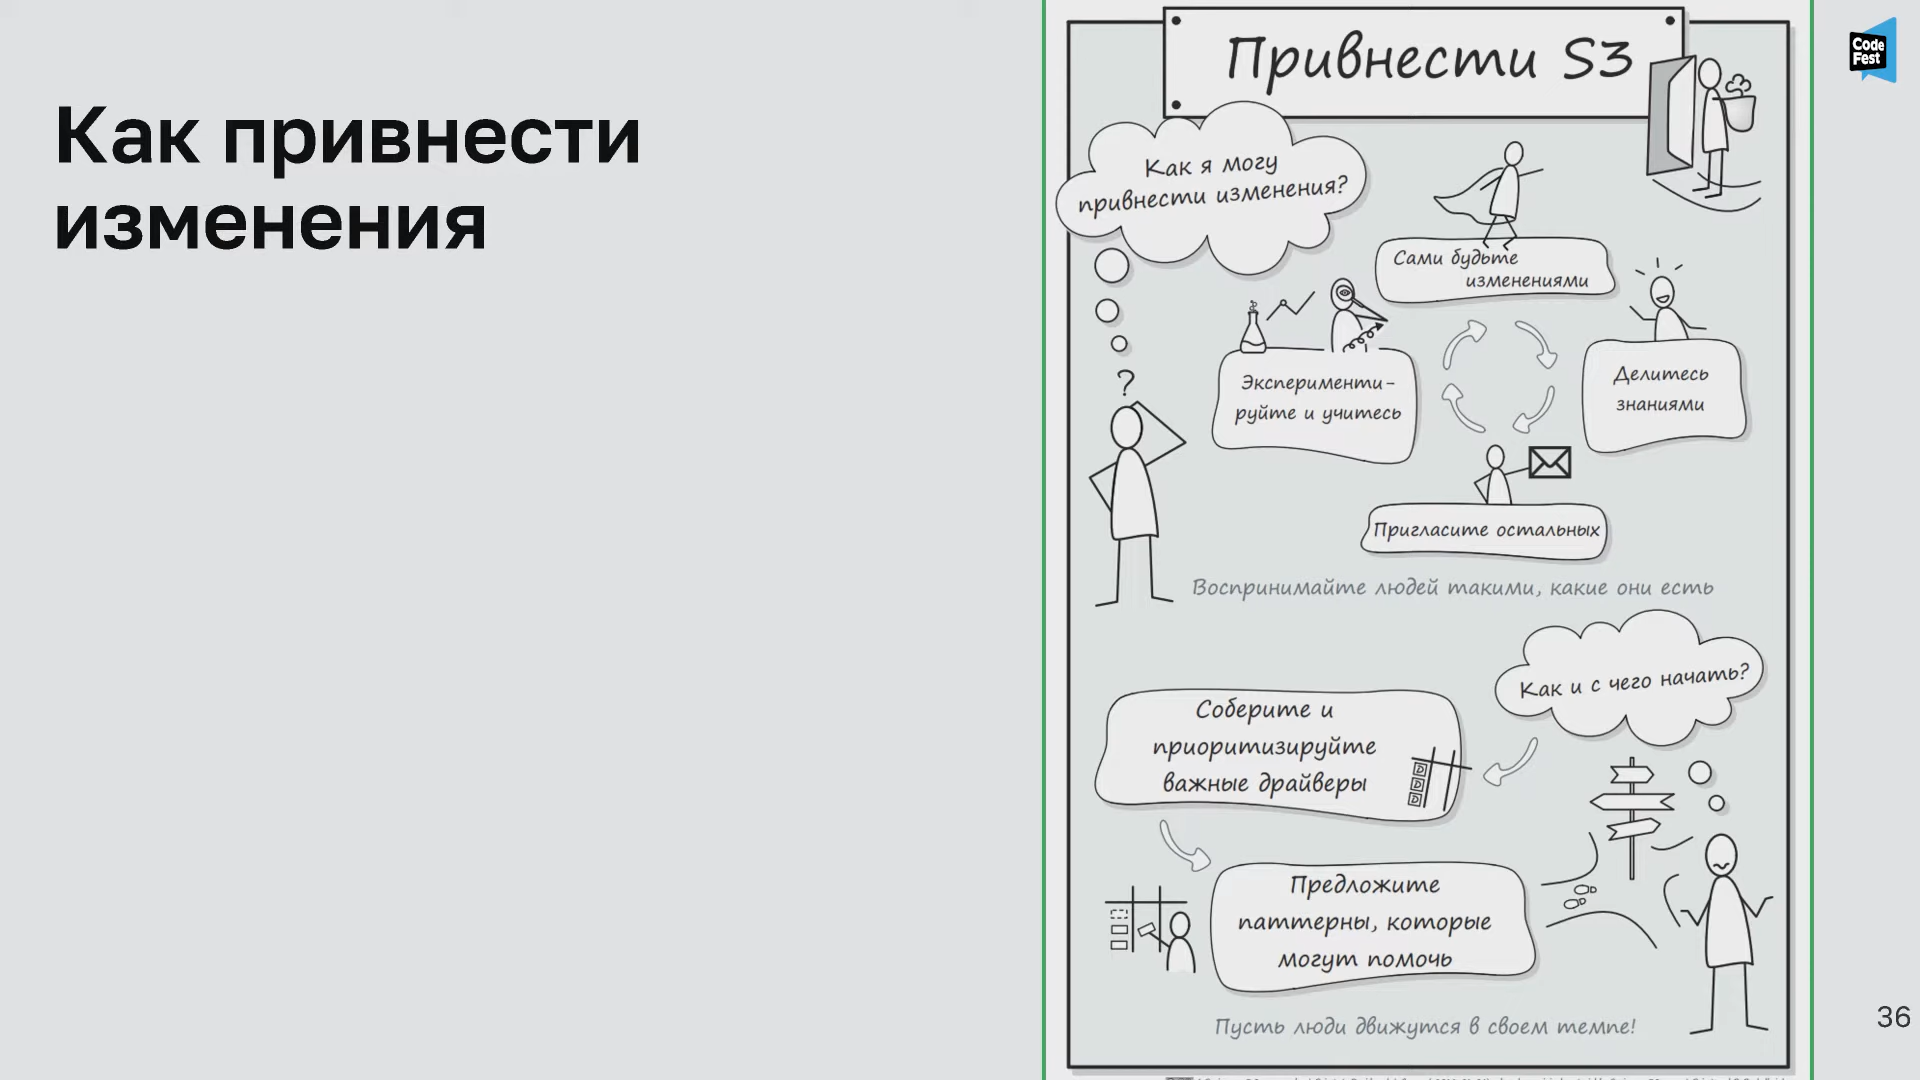 Как привнести
изменения
Привнести S3
Code
Fest
Как я могу
привнести изменения?
Сами будьте
изменениями
Эксперименти-
руйте и учитесь
Делитесь
знаниями
?
Пригласите остальных
Воспринимайте людей такими, какие они есть
Как и с чего начать?
Соберите и
приоритизируйте
важные драйверы
D
D
D
Предложите
паттерны, которые
могут помочь
Пусть люди движутся в своем темпе!
36